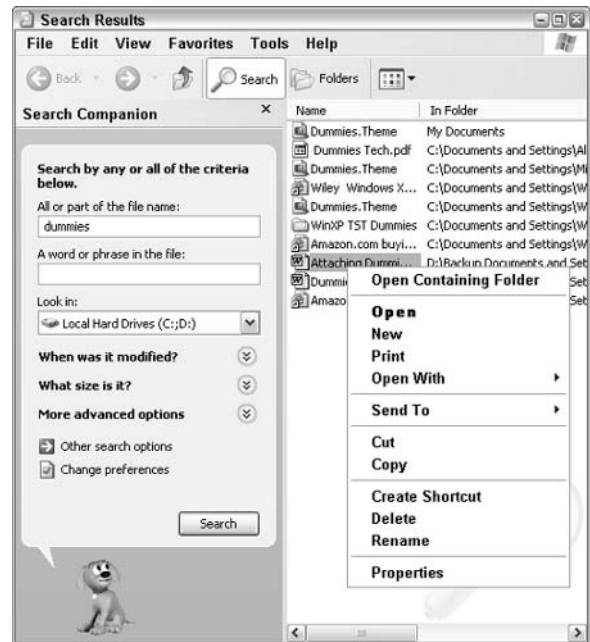 Search Results
File Edit View Favorites Tools Help
Back Search Folders
Search Companion
Search by any or all of the criteria
below.
All or part of the file name:
dummies
A word or phrase in the file:
Look in:
Local Hard Drives (C:;D:)
When was it modified?
What size is it?
More advanced options
Other search options
Change preferences
Search
Name In Folder
Dummies.Theme My Documents
Dummies Tech.pdf C:\Documents and Settings\Al
Dummies.Theme C:\Documents and Settings\Mi
Wiley Windows X... C:\Documents and Settings\W
Dummies.Theme C:\Documents and Settings\W
WinXP TST Dummies C:\Documents and Settings\W
Amazon.com buyi... C:\Documents and Settings\W
Attaching Dummi... D:\Backup Documents and Set
Dummi Set
Amazo Set
Open Containing Folder
Open
New
Print
Open With
Send To
Cut
Copy
Create Shortcut
Delete
Rename
Properties